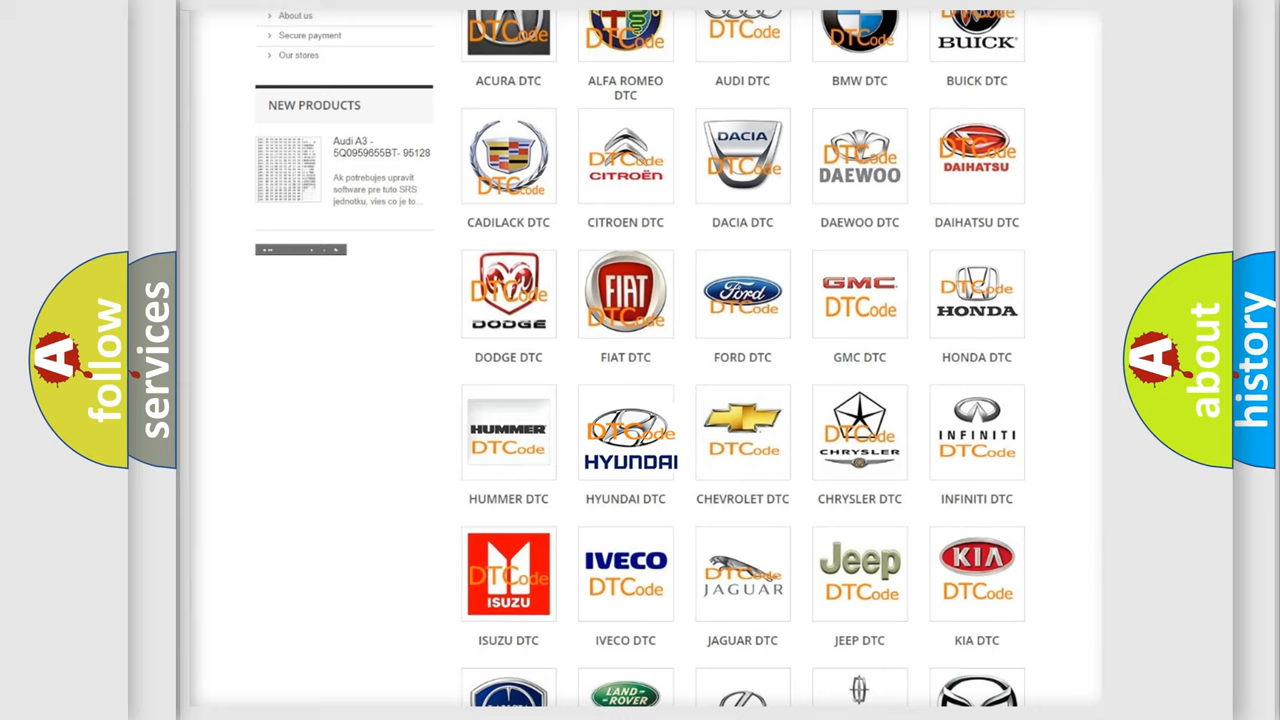 About us
Secure payment
Our stores
NEW PRODUCTS
Audi A3 -
5Q0959655BT- 95128
Ak potrebujes upravit
software pre tuto SRS
jednotku, vies co je to...
DTCode
DTCode
DTCode
DTCode
BUICK
ACURA DTC
ALFA ROMEO
DTC
AUDI DTC
BMW DTC
BUICK DTC
DTCode
DTCode
CITROËN
DACIA
DTCode
DTCode
DAEWOO
DTCode
DAIHATSU
CADILACK DTC
CITROEN DTC
DACIA DTC
DAEWOO DTC
DAIHATSU DTC
DTCode
DODGE
FIAT
DTCode
Ford
DTCode
GMC
DTCode
DTCode
HONDA
DODGE DTC
FIAT DTC
FORD DTC
GMC DTC
HONDA DTC
HUMMER
DTCode
DTCode
HYUNDAI
DTCode
DTCode
CHRYSLER
INFINITI
DTCode
HUMMER DTC
HYUNDAI DTC
CHEVROLET DTC
CHRYSLER DTC
INFINITI DTC
DTCode
ISUZU
IVECO
DTCode
DTCode
JAGUAR
Jeep
DTCode
KIA
DTCode
ISUZU DTC
IVECO DTC
JAGUAR DTC
JEEP DTC
KIA DTC
LAND-
ROVER
A
follow
services
A
about
history